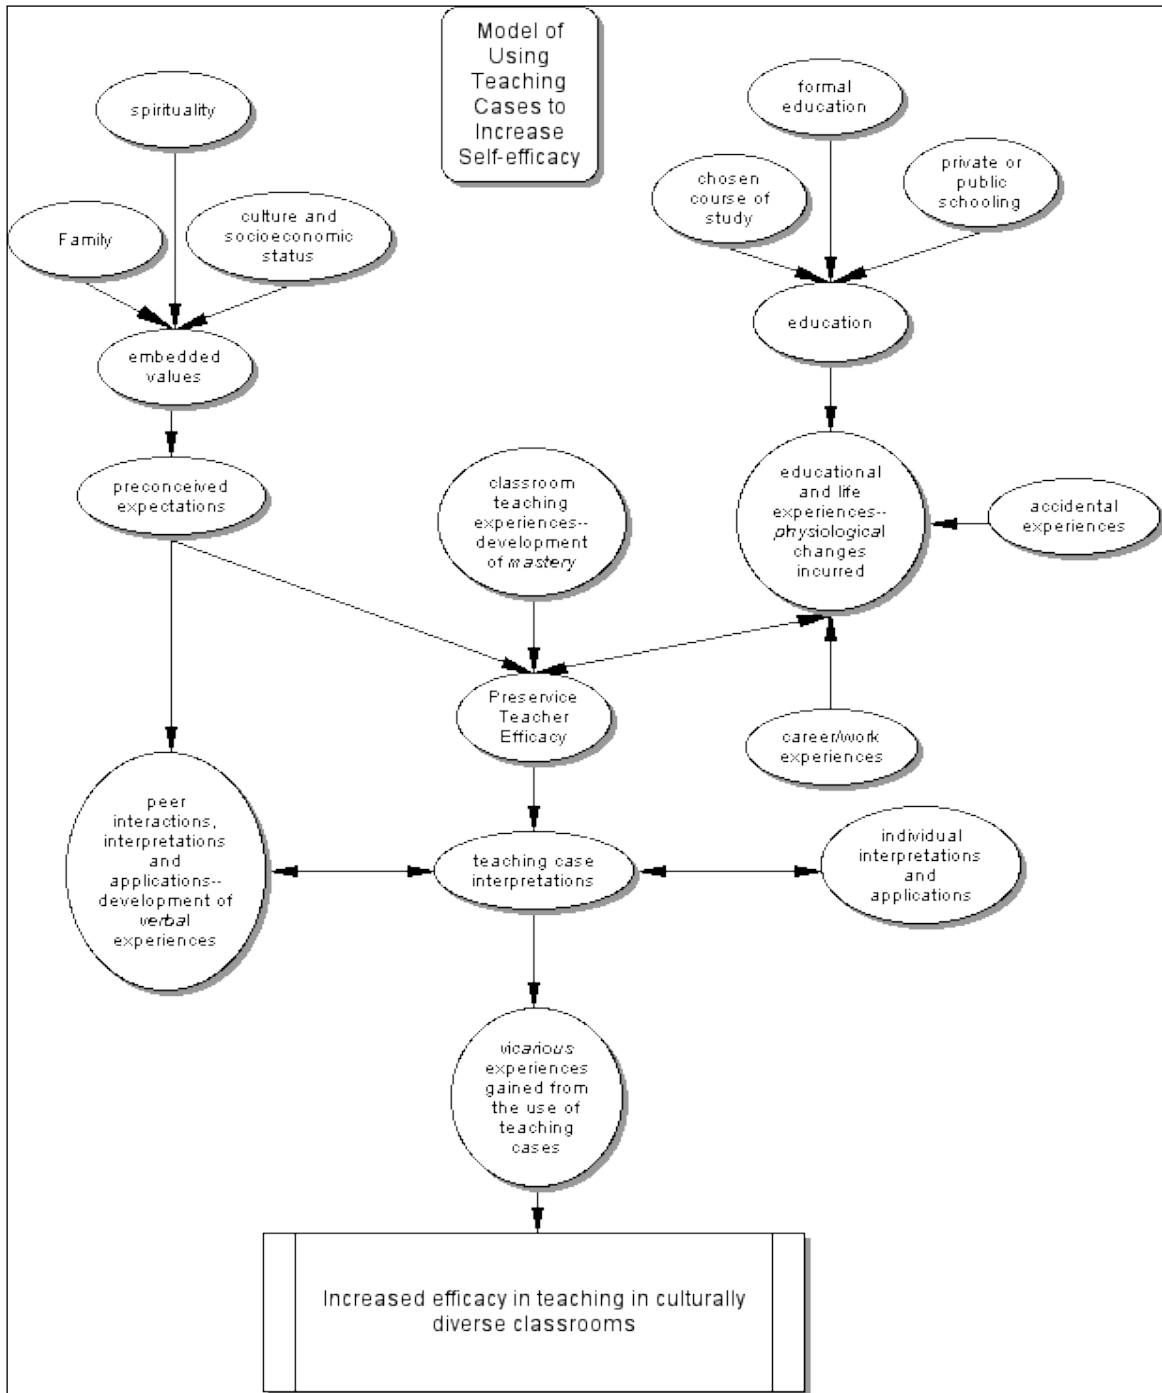 Model of
Using
Teaching
Cases to
Increase
Self-efficacy
spirituality
Family
culture and
socioeconomic
status
embedded
values
preconceived
expectations
formal
education
chosen
course of
study
private or
public
schooling
education
classroom
teaching
experiences--
development
of mastery
educational
and life
experiences--
physiological
changes
incurred
accidental
experiences
Preservice
Teacher
Efficacy
career/work
experiences
peer
interactions,
interpretations
and
applications--
development of
verbal
experiences
teaching case
interpretations
individual
interpretations
and
applications
vicarious
experiences
gained from
the use of
teaching
cases
Increased efficacy in teaching in culturally
diverse classrooms